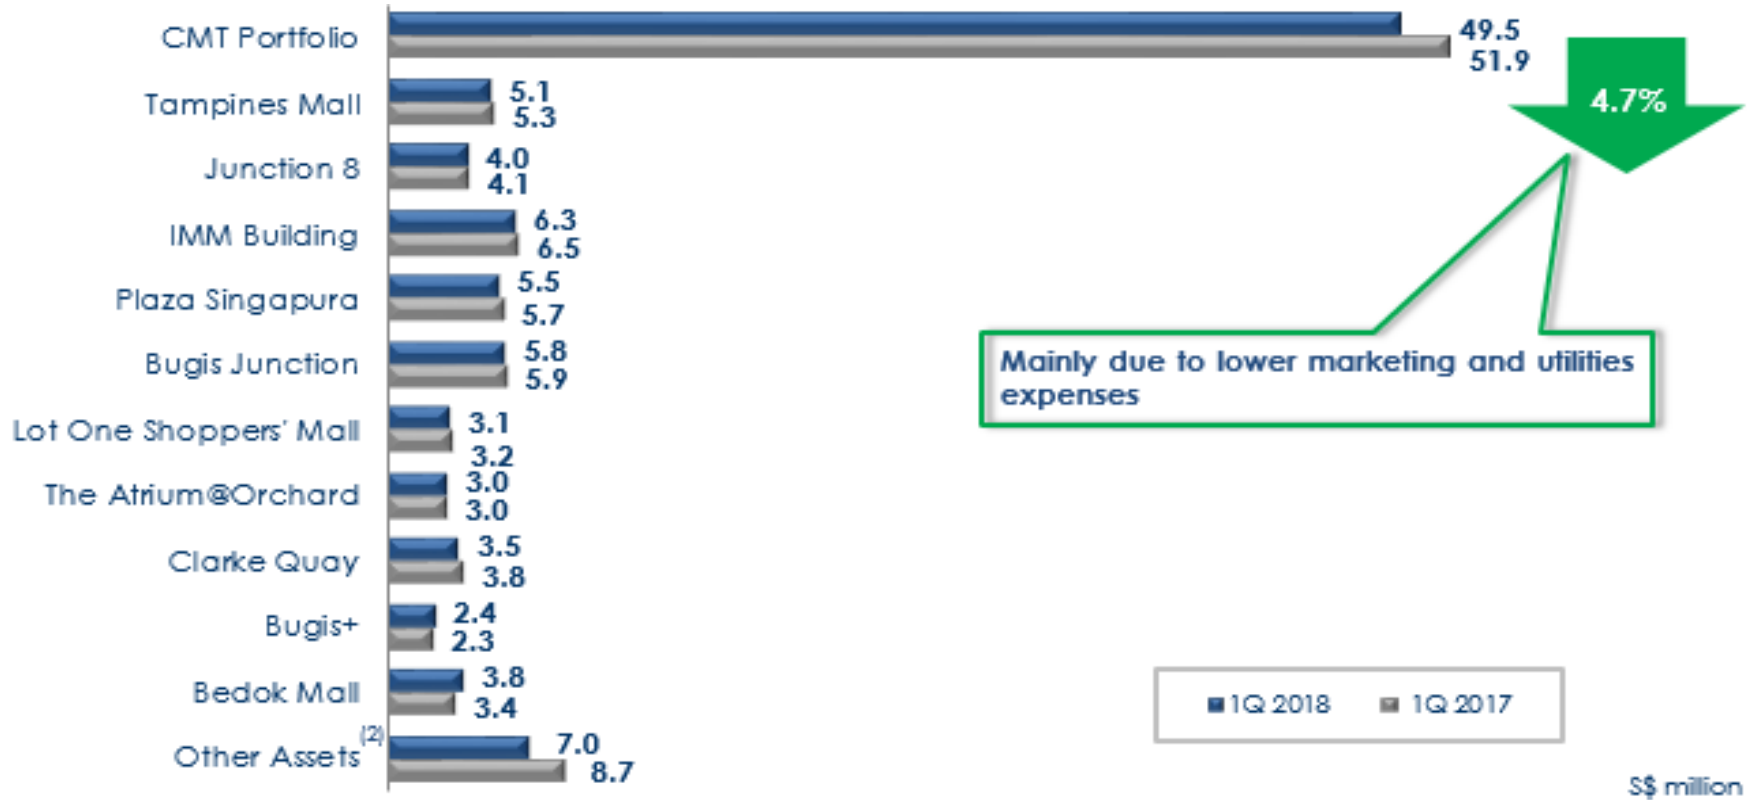 CMT Portfolio
49.5
51.9
4.7%
Tampines Mall
5.1
5.3
Junction 8
4.0
4.1
IMM Building
6.3
6.5
Plaza Singapura
5.5
5.7
Bugis Junction
5.8
5.9
Mainly due to lower marketing and utilities
expenses
Lot One Shoppers' Mall
3.1
3.2
The Atrium@Orchard
3.0
3.0
Clarke Quay
3.5
3.8
Bugis+
2.4
2.3
Bedok Mall
3.8
3.4
1Q 2018 1Q 2017
Other Assets (2)
7.0
8.7
S$ million